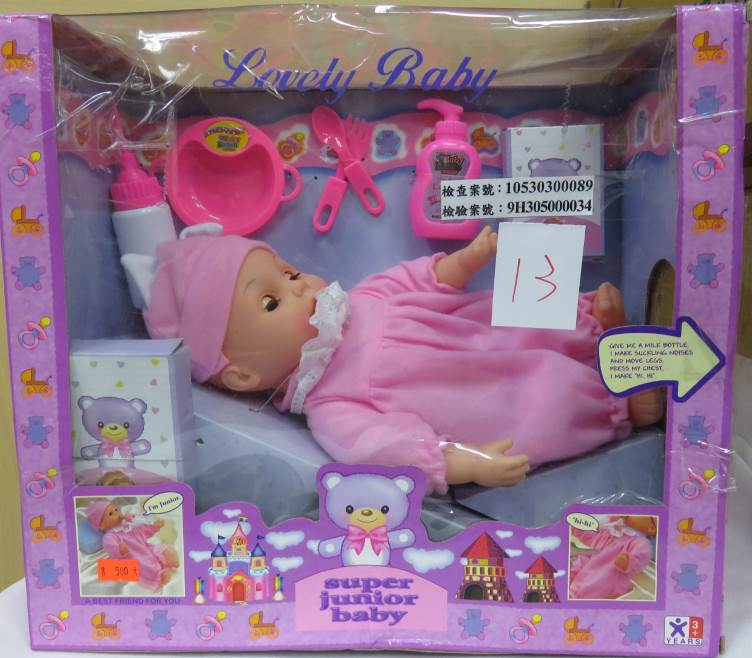 Lovely Baby
檢查案號：10530300089
檢驗案號：9H305000034
13
GIVE ME A MILK BOTTLE,
I MAKE SUCKLING NOISES
AND MOVE LEGS.
PRESS MY CHEST,
I MAKE "HI, HI"
I'm Junior
"hi-hi"
super
junior
baby
A BEST FRIEND FOR YOU
3+
YEARS